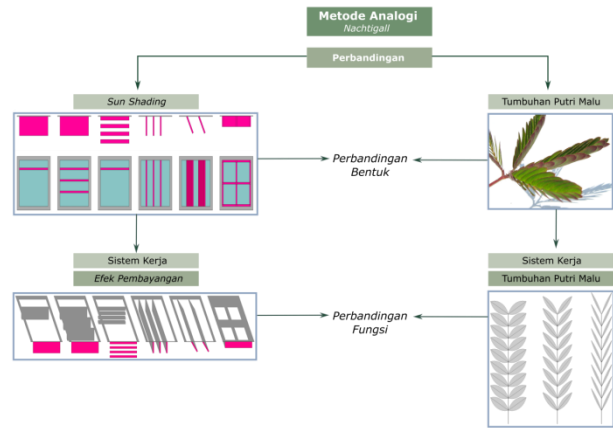 Metode Analogi
Nachtigall
Perbandingan
Sun Shading
Tumbuhan Putri Malu
Perbandingan
Bentuk
Sistem Kerja
Efek Pembayangan
Sistem Kerja
Tumbuhan Putri Malu
Perbandingan
Fungsi